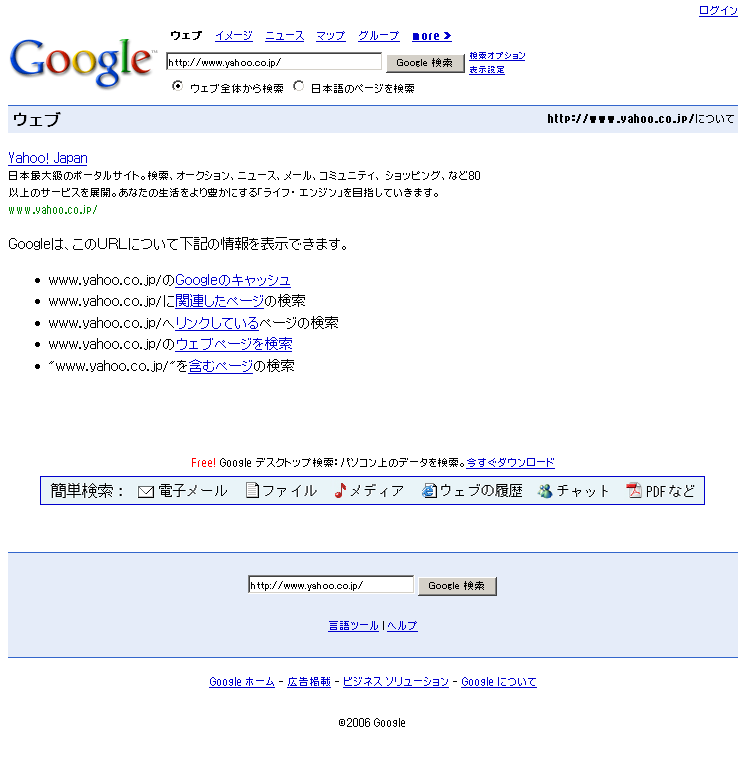 ログイン
ウェブ イメージ ニュース マップ グループ more »
Google™
http://www.yahoo.co.jp/ Google 検索 検索オプション
表示設定
ウェブ全体から検索 日本語のページを検索
ウェブ http://www.yahoo.co.jp/について
Yahoo! Japan
日本最大級のポータルサイト。検索、オークション、ニュース、メール、コミュニティ、ショッピング、など80
以上のサービスを展開。あなたの生活をより豊かにする「ライフ・エンジン」を目指していきます。
www.yahoo.co.jp/
Googleは、このURLについて下記の情報を表示できます。
• www.yahoo.co.jp/のGoogleのキャッシュ
• www.yahoo.co.jp/に関連したページの検索
• www.yahoo.co.jp/へリンクしているページの検索
• www.yahoo.co.jp/のウェブページを検索
• "www.yahoo.co.jp/"を含むページの検索
Free! Google デスクトップ検索: パソコン上のデータを検索。今すぐダウンロード
簡単検索: 電子メール ファイル メディア ウェブの履歴 チャット PDF など
http://www.yahoo.co.jp/ Google 検索
言語ツール | ヘルプ
Google ホーム - 広告掲載 - ビジネス ソリューション - Google について
©2006 Google